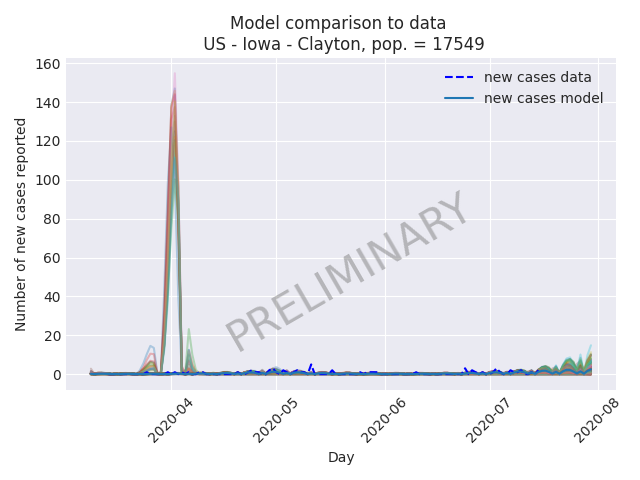 Model comparison to data
US - Iowa - Clayton, pop. = 17549
160
140
120
100
80
60
40
20
0
Number of new cases reported
new cases data
new cases model
PRELIMINARY
2020-04
2020-05
2020-06
2020-07
2020-08
Day